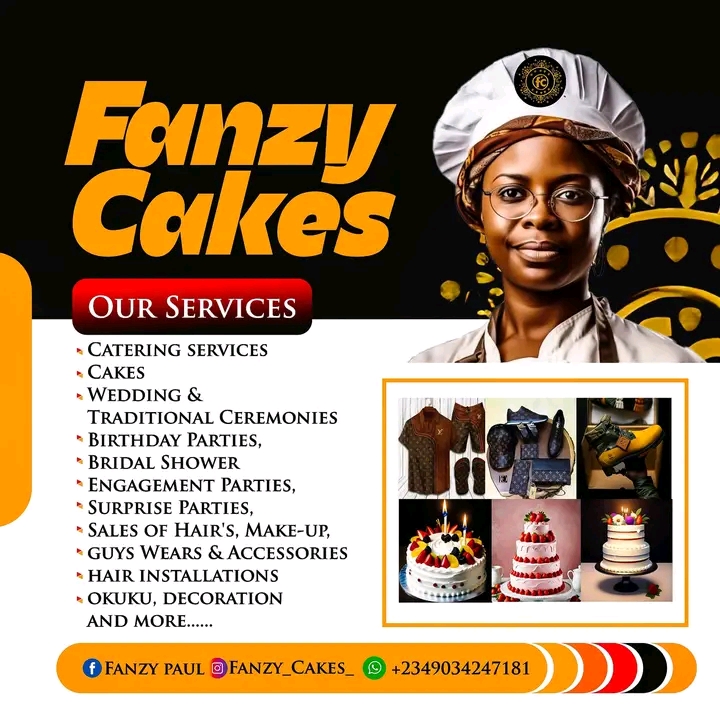 fc
Fanzy
Cakes
OUR SERVICES
CATERING SERVICES
CAKES
WEDDING &
TRADITIONAL CEREMONIES
BIRTHDAY PARTIES,
BRIDAL SHOWER
ENGAGEMENT PARTIES,
SURPRISE PARTIES,
SALES OF HAIR'S, MAKE-UP,
GUYS WEARS & ACCESSORIES
HAIR INSTALLATIONS
OKUKU, DECORATION
AND MORE......
FANZY PAUL FANZY_CAKES_ +2349034247181